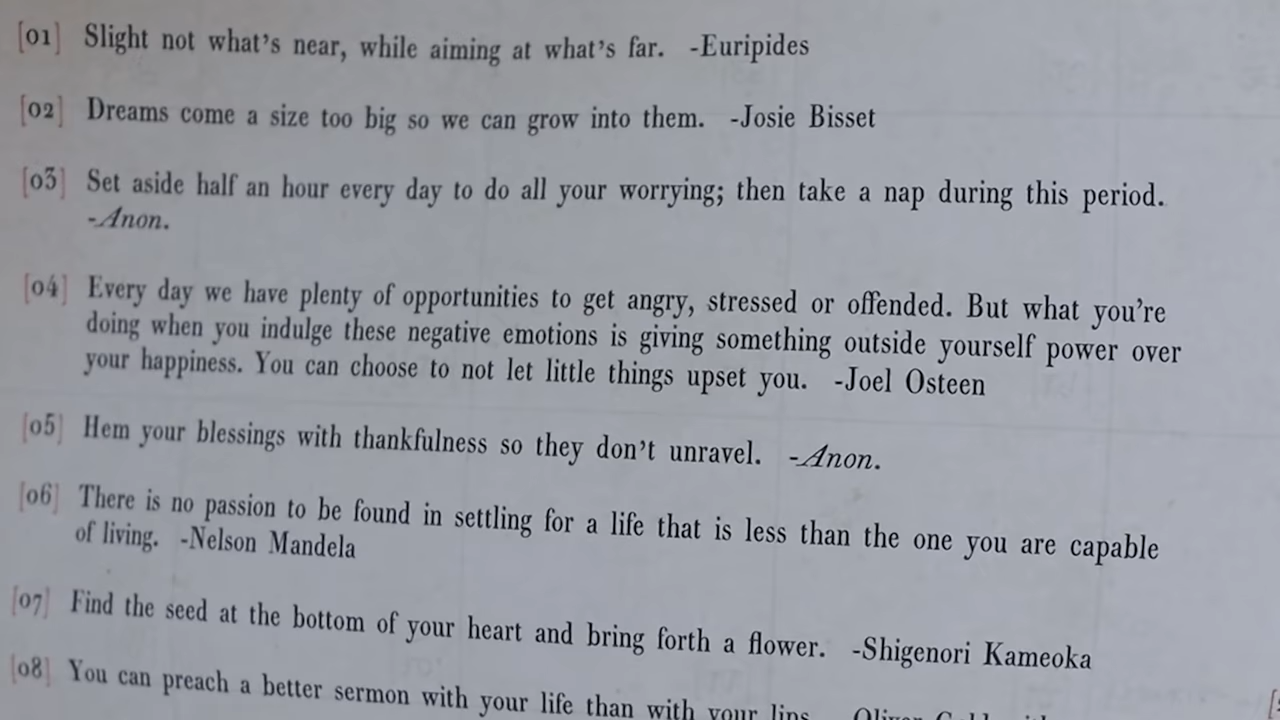 [01] Slight not what's near, while aiming at what's far. -Euripides
[02] Dreams come a size too big so we can grow into them. -Josie Bisset
[03] Set aside half an hour every day to do all your worrying; then take a nap during this period.
-Anon.
[04] Every day we have plenty of opportunities to get angry, stressed or offended. But what you're
doing when you indulge these negative emotions is giving something outside yourself power over
your happiness. You can choose to not let little things upset you. -Joel Osteen
[05] Hem your blessings with thankfulness so they don't unravel. -Anon.
[06] There is no passion to be found in settling for a life that is less than the one you are capable
of living. -Nelson Mandela
[07] Find the seed at the bottom of your heart and bring forth a flower. -Shigenori Kameoka
[08] You can preach a better sermon with your life than with your lips.